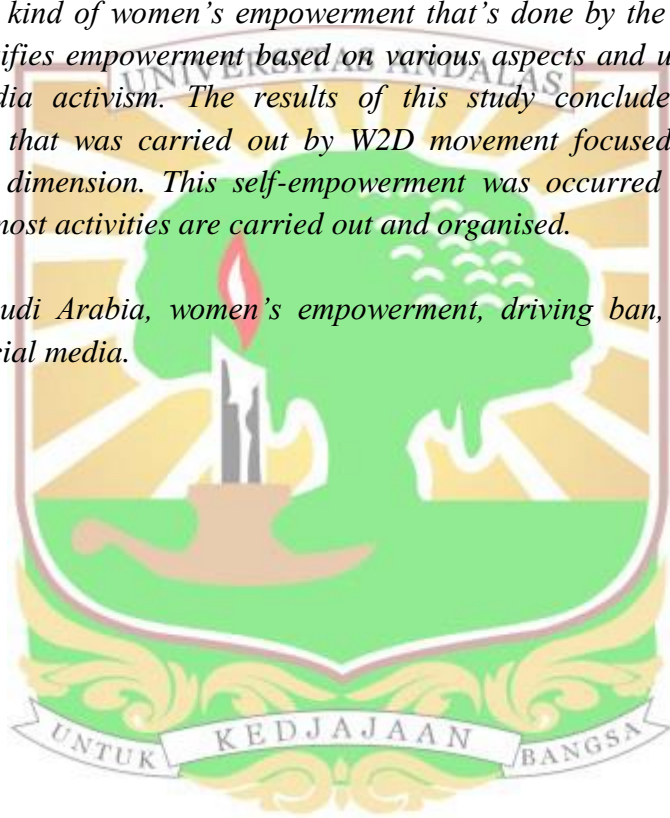 kind of women’s empowerment that’s done by the
ifies empowerment based on various aspects and u
dia activism. The results of this study conclude
that was carried out by W2D movement focused
dimension. This self-empowerment was occurred
most activities are carried out and organised.
udi Arabia, women’s empowerment, driving ban,
cial media.
UNIVERSITAS ANDALAS
UNTUK KEDJAJAAN BANGSA